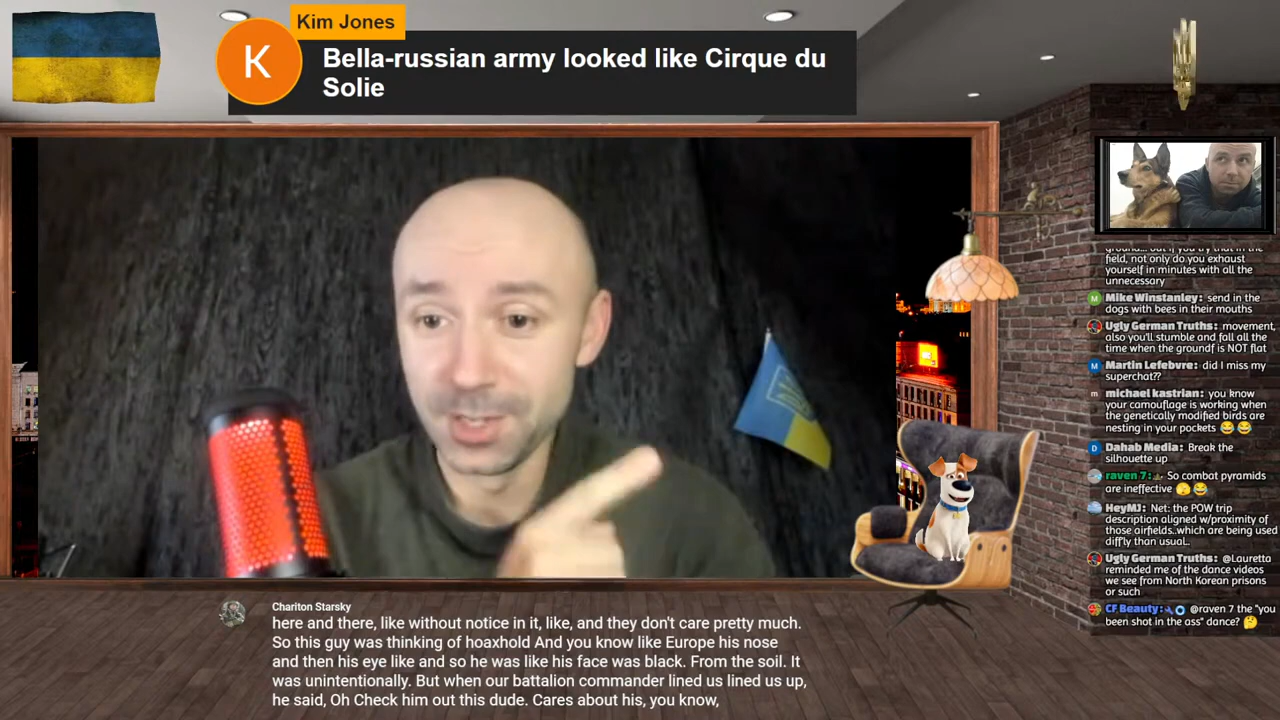 Kim Jones
K
Bella-russian army looked like Cirque du
Solie
ground... but if you try that in the
field, not only do you exhaust
yourself in minutes with all the
unnecessary
M Mike Winstanley: send in the
dogs with bees in their mouths
Ugly German Truths: movement,
also you'll stumble and fall all the
time when the groundf is NOT flat
M Martin Lefebvre: did I miss my
superchat??
m michael kastrian: you know
your camouflage is working when
the genetically modified birds are
nesting in your pockets 😂 😂
D Dahab Media: Break the
silhouette up
raven 7: So combat pyramids
are ineffective 🫣 😂
HeyMJ: Net: the POW trip
description aligned w/proximity of
those airfields..which are being used
diff'ly than usual..
Ugly German Truths: @Lauretta
reminded me of the dance videos
we see from North Korean prisons
or such
CF Beauty: @raven 7 the "you
been shot in the ass" dance? 🤔
Chariton Starsky
here and there, like without notice in it, like, and they don't care pretty much.
So this guy was thinking of hoaxhold And you know like Europe his nose
and then his eye like and so he was like his face was black. From the soil. It
was unintentionally. But when our battalion commander lined us lined us up,
he said, Oh Check him out this dude. Cares about his, you know,